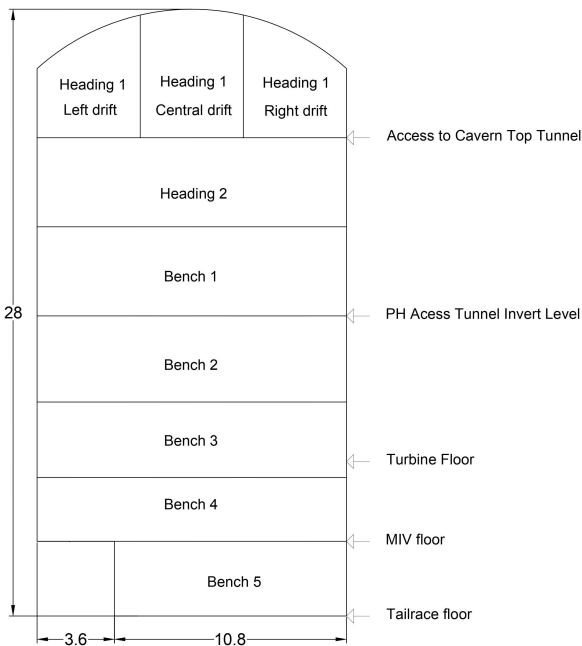 Heading 1
Left drift
Heading 1
Central drift
Heading 1
Right drift
Access to Cavern Top Tunnel
Heading 2
Bench 1
28
PH Acess Tunnel Invert Level
Bench 2
Bench 3
Turbine Floor
Bench 4
MIV floor
Bench 5
Tailrace floor
3.6
10.8